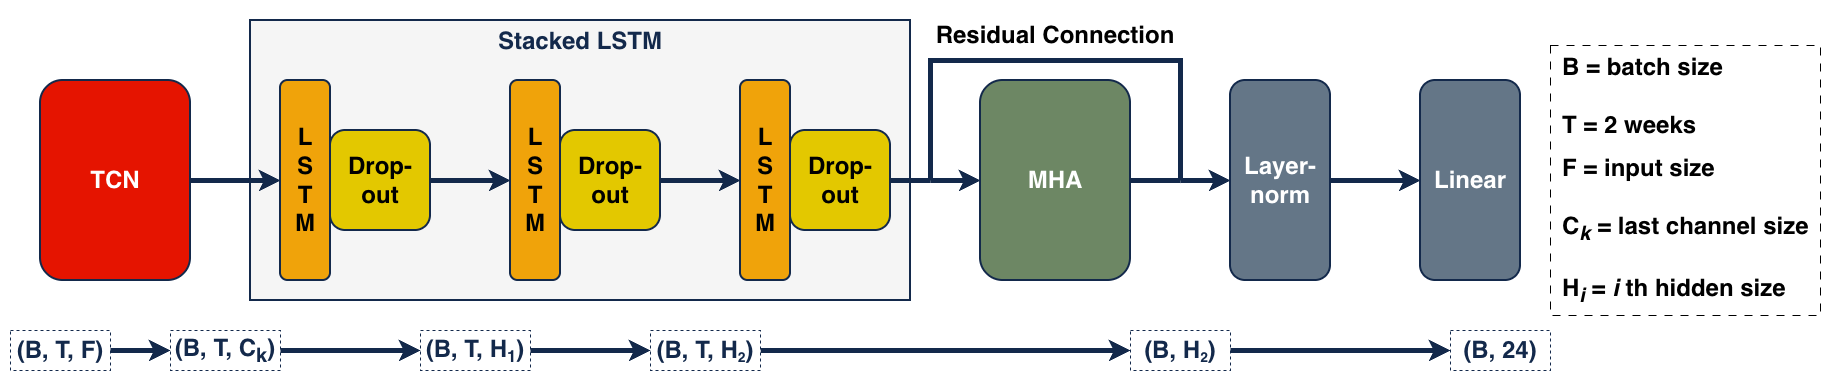 Stacked LSTM
Residual Connection
TCN
L
S
T
M
Drop-
out
L
S
T
M
Drop-
out
L
S
T
M
Drop-
out
MHA
Layer-
norm
Linear
B = batch size
T = 2 weeks
F = input size
Cₖ = last channel size
Hᵢ = i th hidden size
(B, T, F)
(B, T, Cₖ)
(B, T, H₁)
(B, T, H₂)
(B, H₂)
(B, 24)